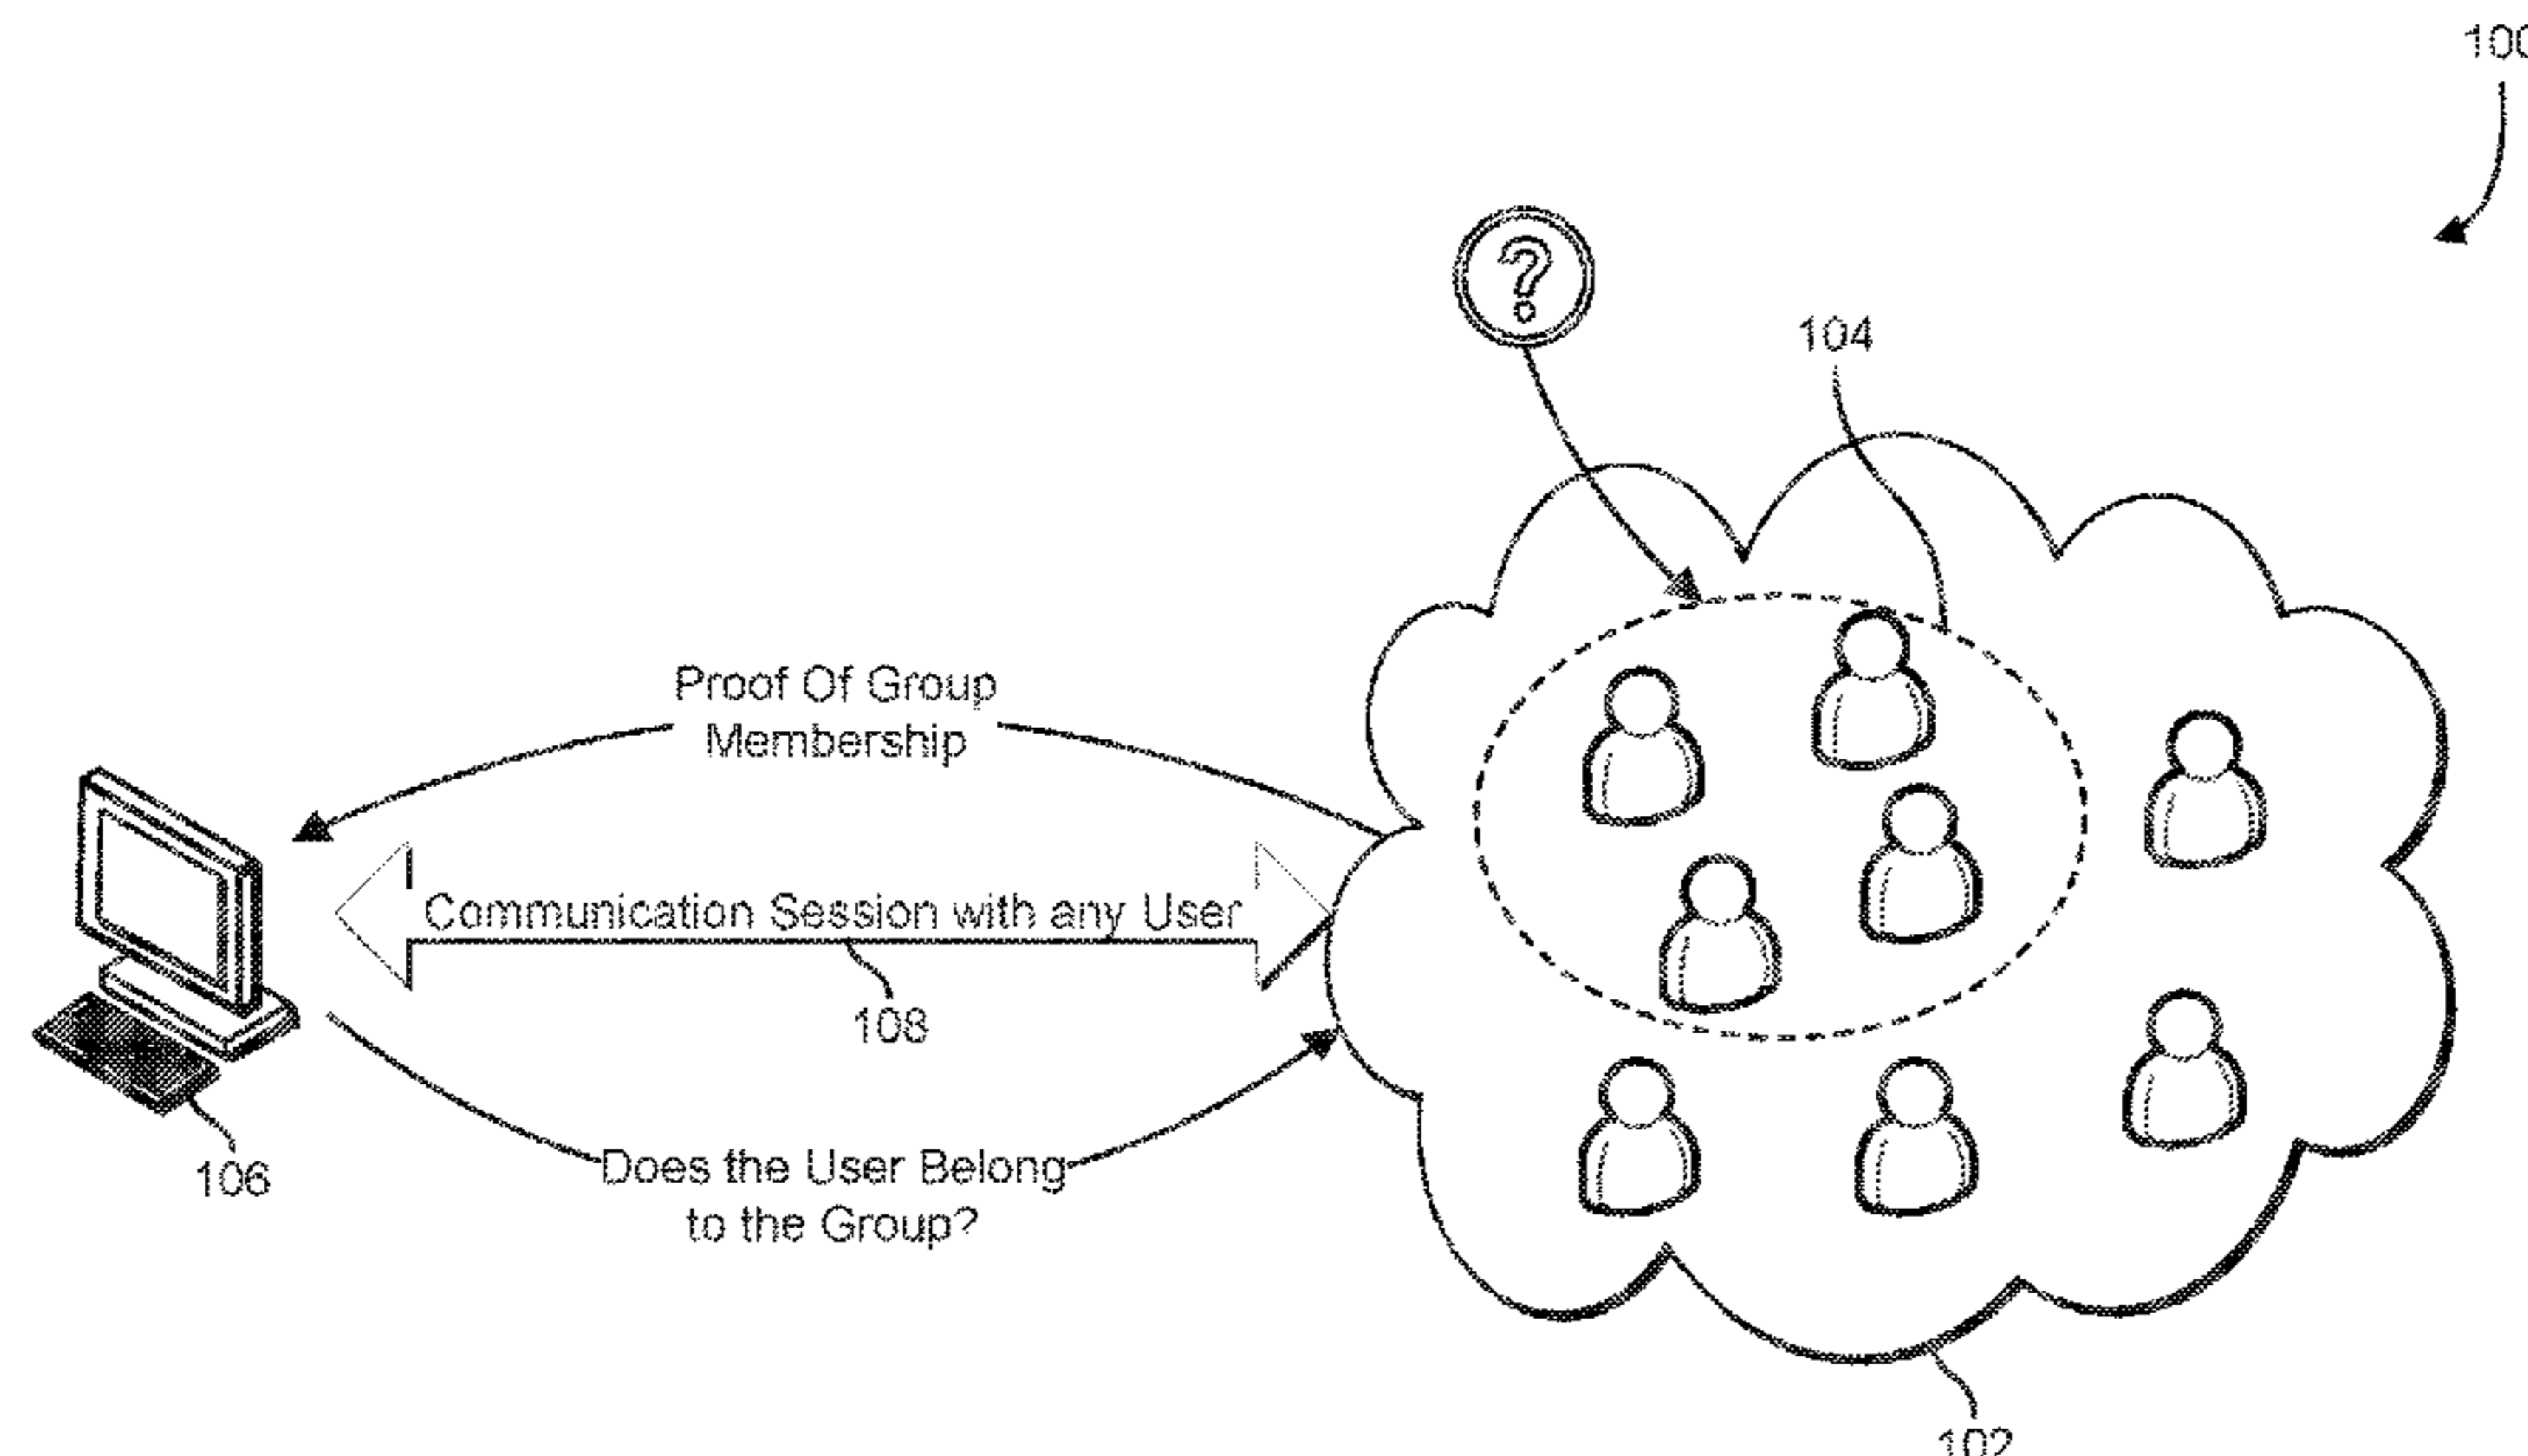 100
?
104
Proof Of Group
Membership
Communication Session with any User
108
106
Does the User Belong
to the Group?
102